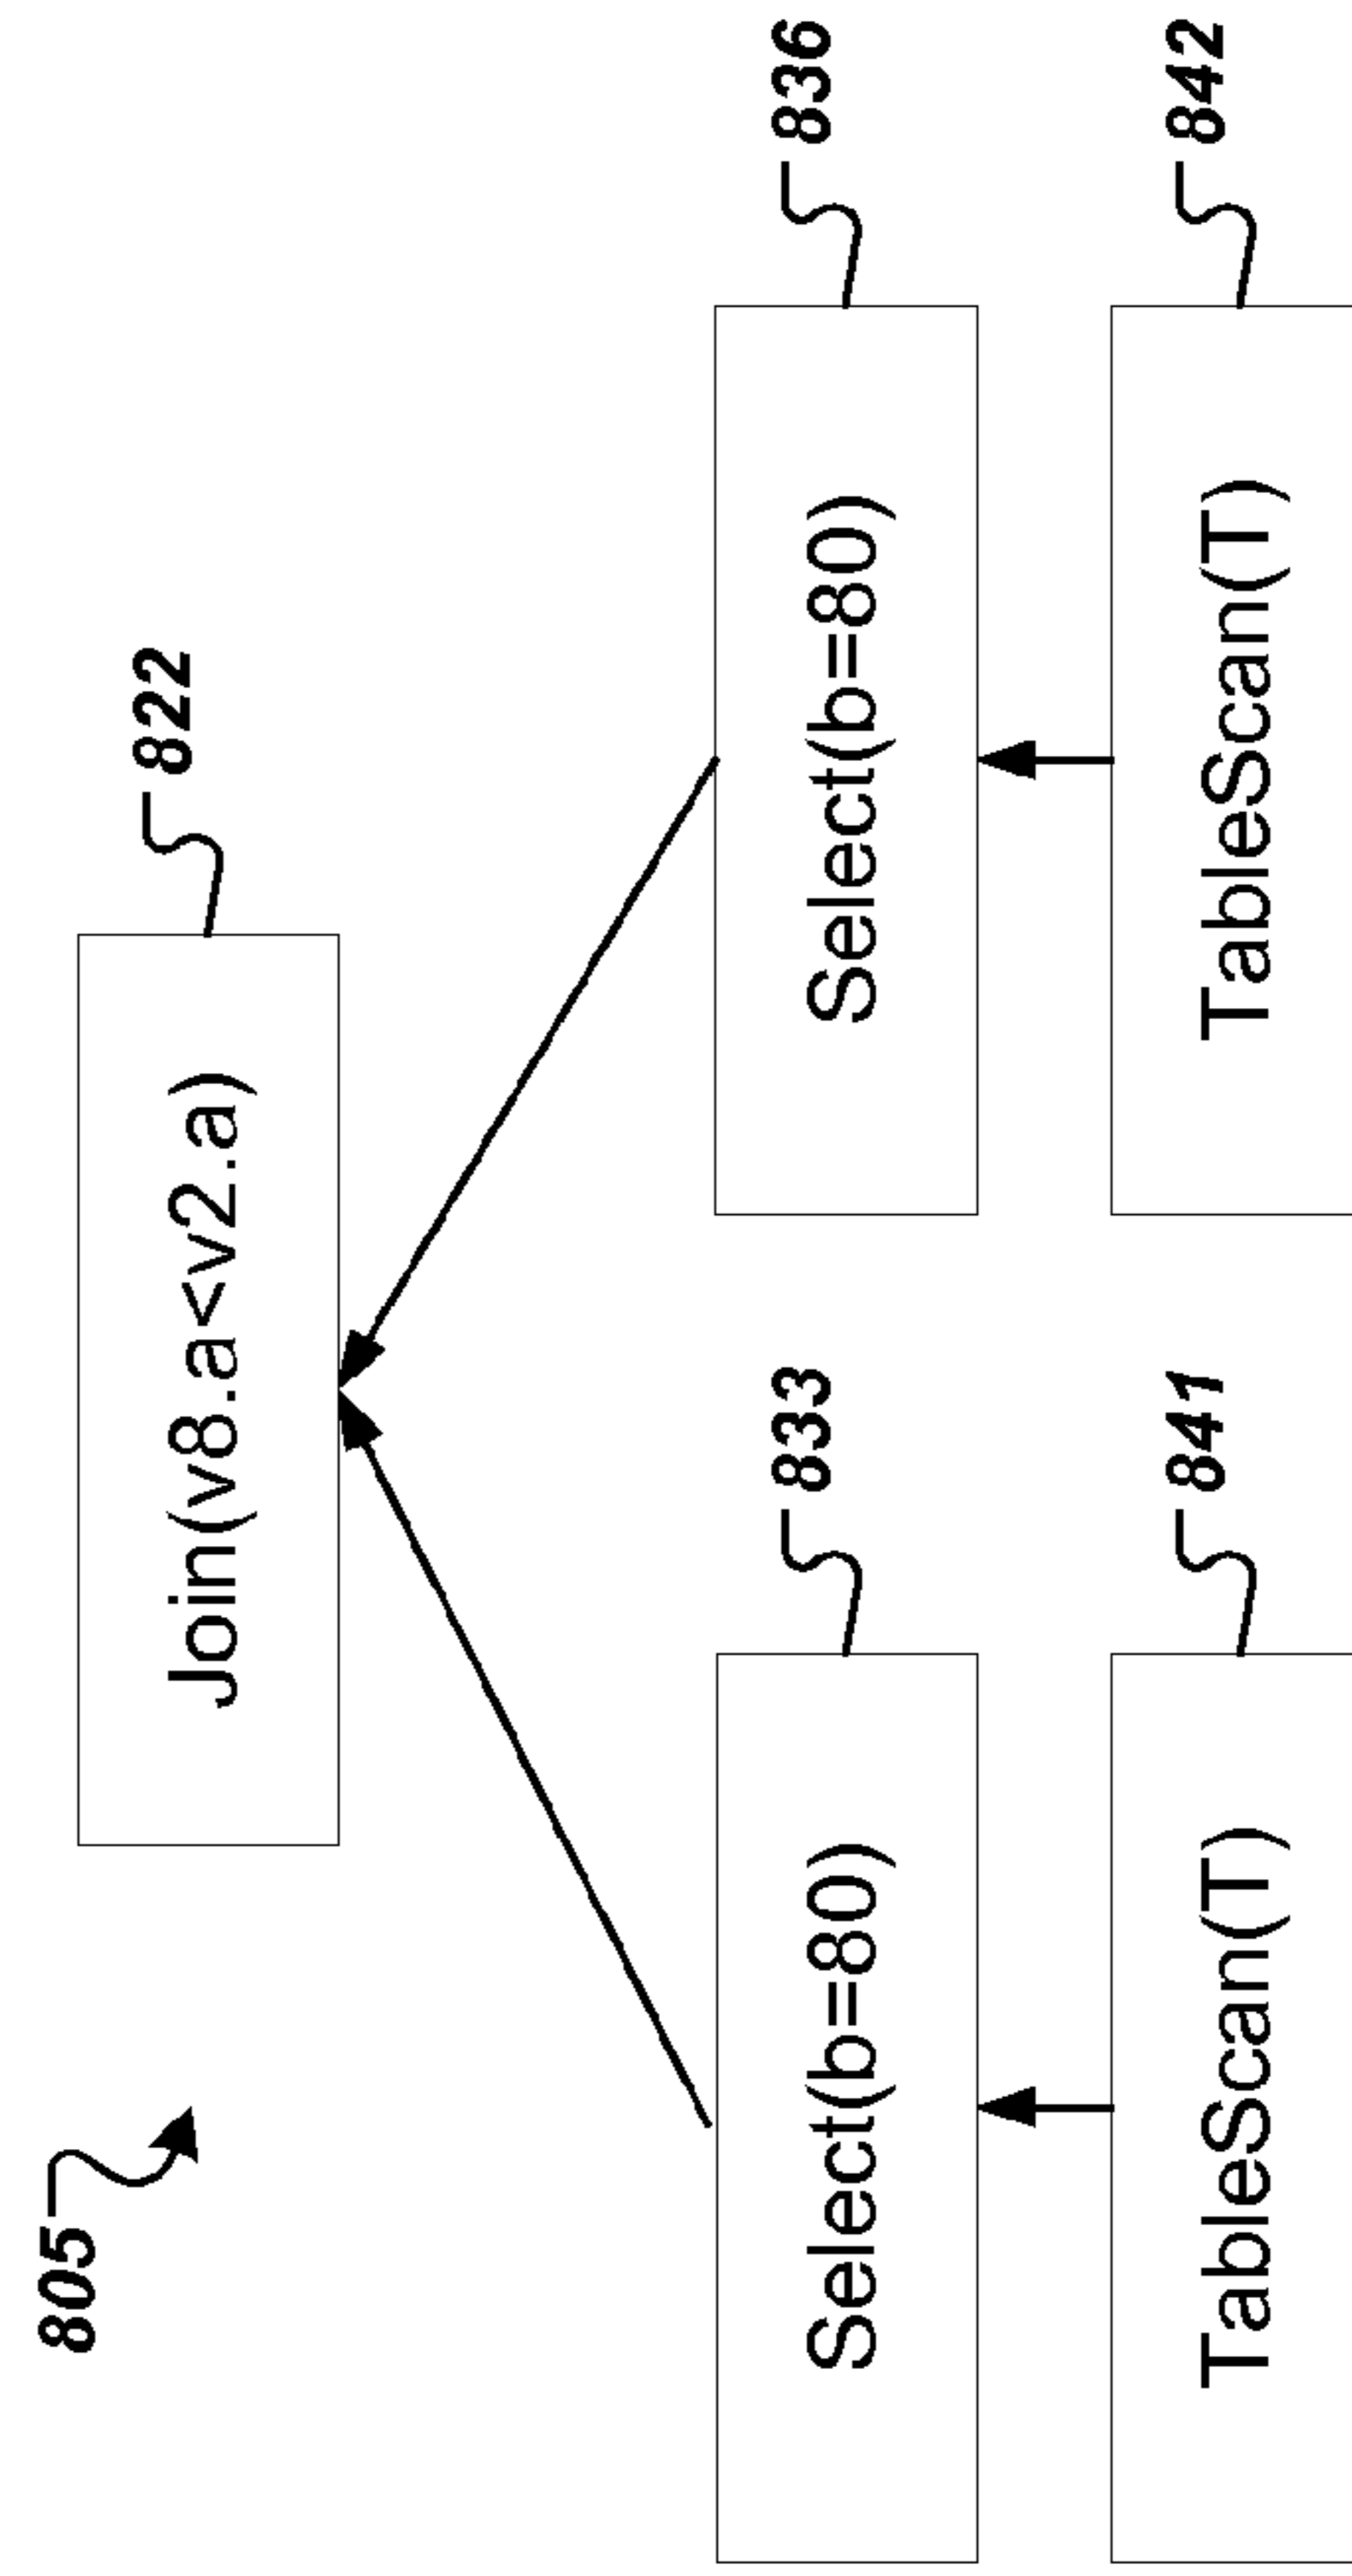 805
822
Join(v8.a<v2.a)
833
836
Select(b=80)
Select(b=80)
841
842
TableScan(T)
TableScan(T)